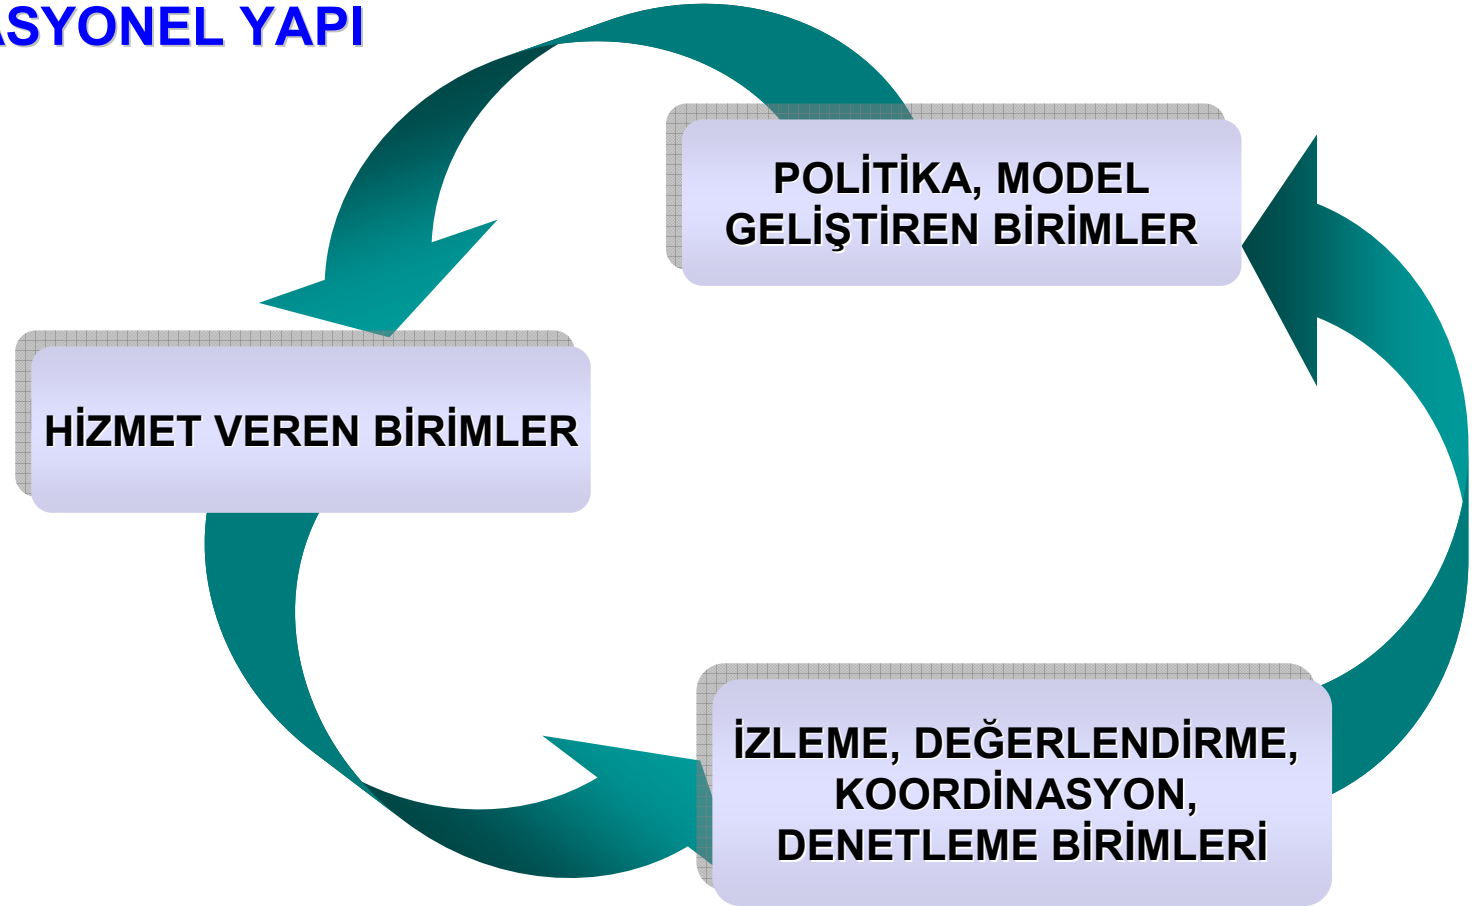 ASYONEL YAPI
POLİTİKA, MODEL
GELİŞTİREN BİRİMLER
HİZMET VEREN BİRİMLER
İZLEME, DEĞERLENDİRME,
KOORDİNASYON,
DENETLEME BİRİMLERİ